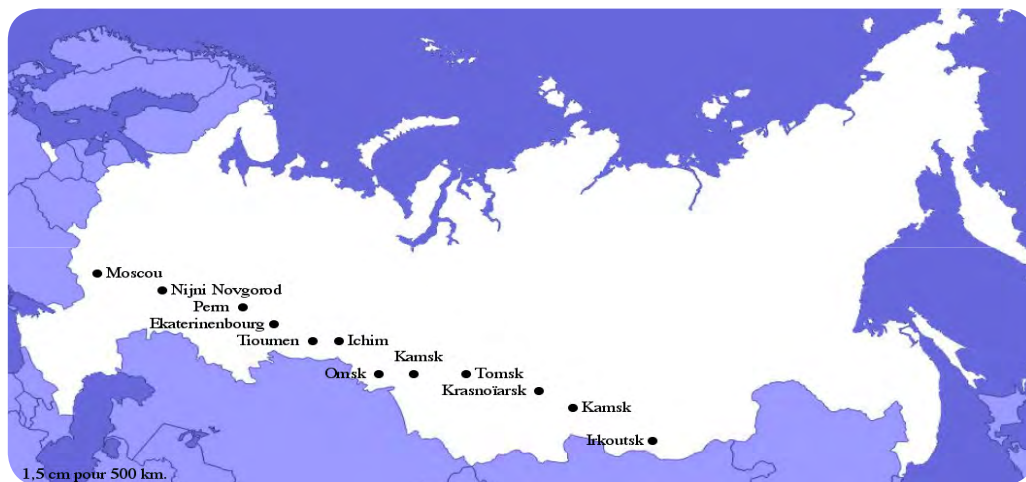 Moscou
Nijni Novgorod
Perm
Ekaterinenbourg
Tioumen
Ichim
Kamsk
Omsk
Tomsk
Krasnoïarsk
Kamsk
Irkoutsk
1,5 cm pour 500 km.